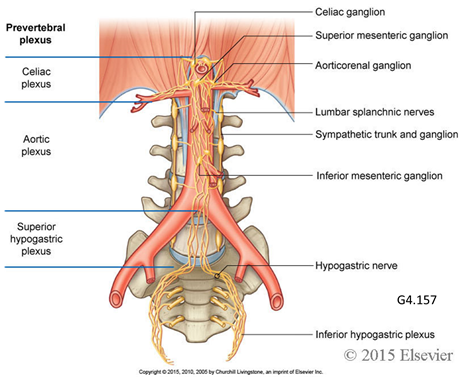 Prevertebral
plexus
Celiac
plexus
Aortic
plexus
Superior
hypogastric
plexus
Celiac ganglion
Superior mesenteric ganglion
Aorticorenal ganglion
Lumbar splanchnic nerves
Sympathetic trunk and ganglion
Inferior mesenteric ganglion
Hypogastric nerve
G4.157
Inferior hypogastric plexus
© 2015 Elsevier
Copyright © 2015, 2010, 2005 by Churchill Livingstone, an imprint of Elsevier Inc.